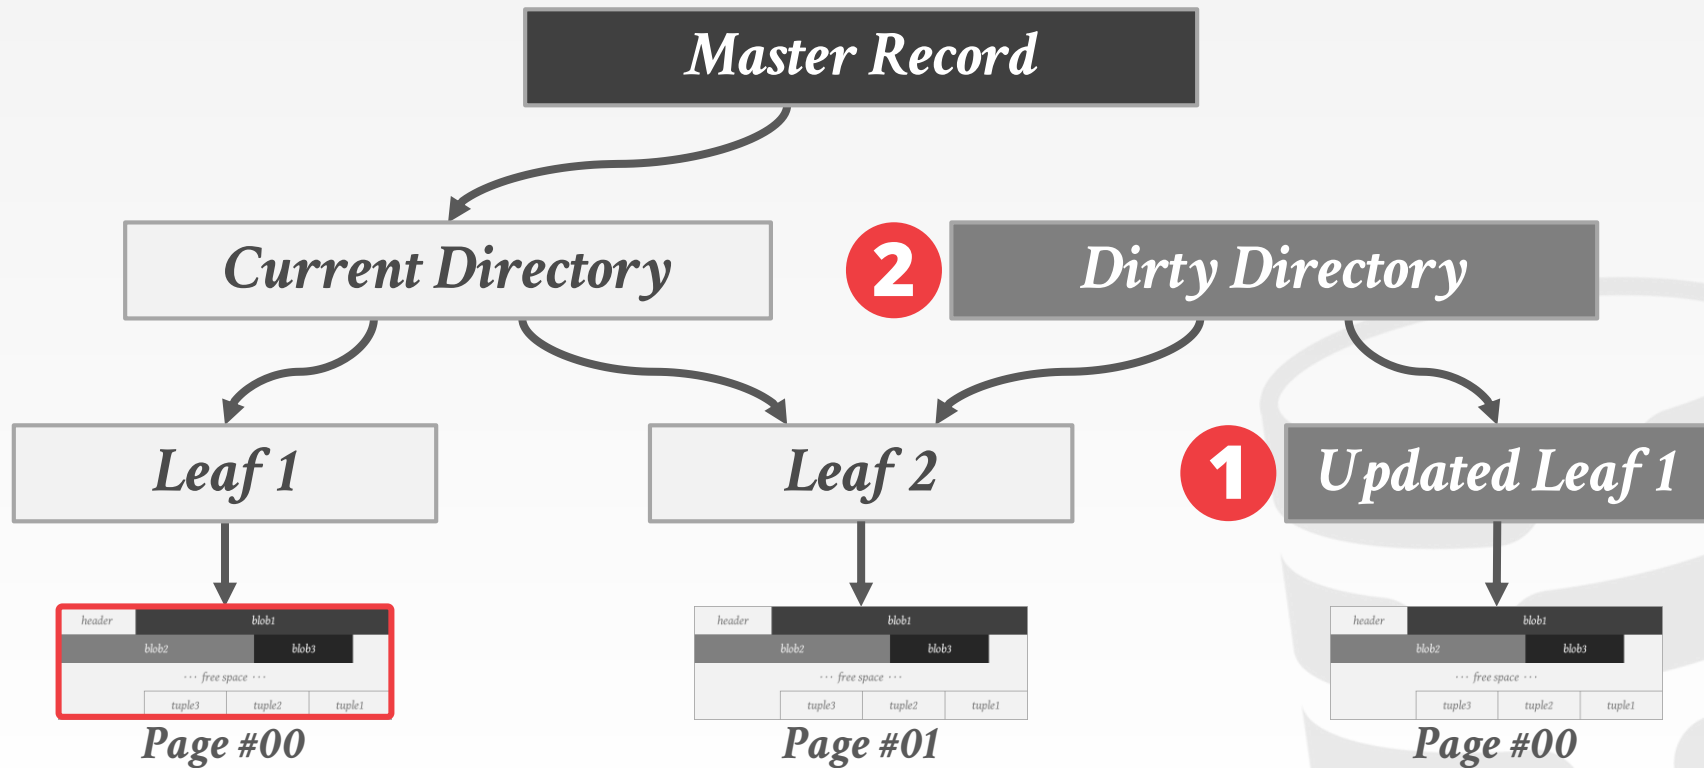 Master Record
Current Directory
2
Dirty Directory
Leaf 1
Leaf 2
1
Updated Leaf 1
header
blob1
blob2
blob3
··· free space ···
tuple3
tuple2
tuple1
Page #00
header
blob1
blob2
blob3
··· free space ···
tuple3
tuple2
tuple1
Page #01
header
blob1
blob2
blob3
··· free space ···
tuple3
tuple2
tuple1
Page #00